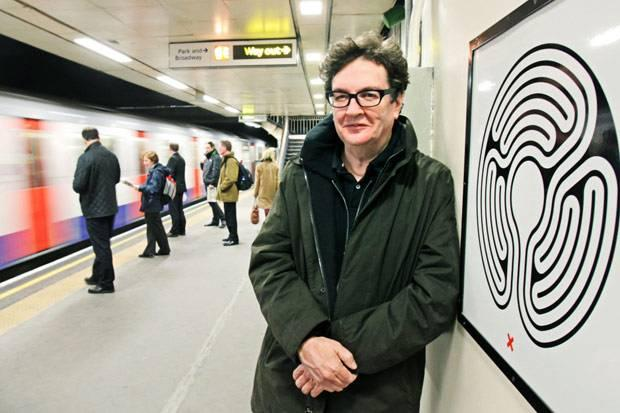 Park and →
Broadway
Way out →